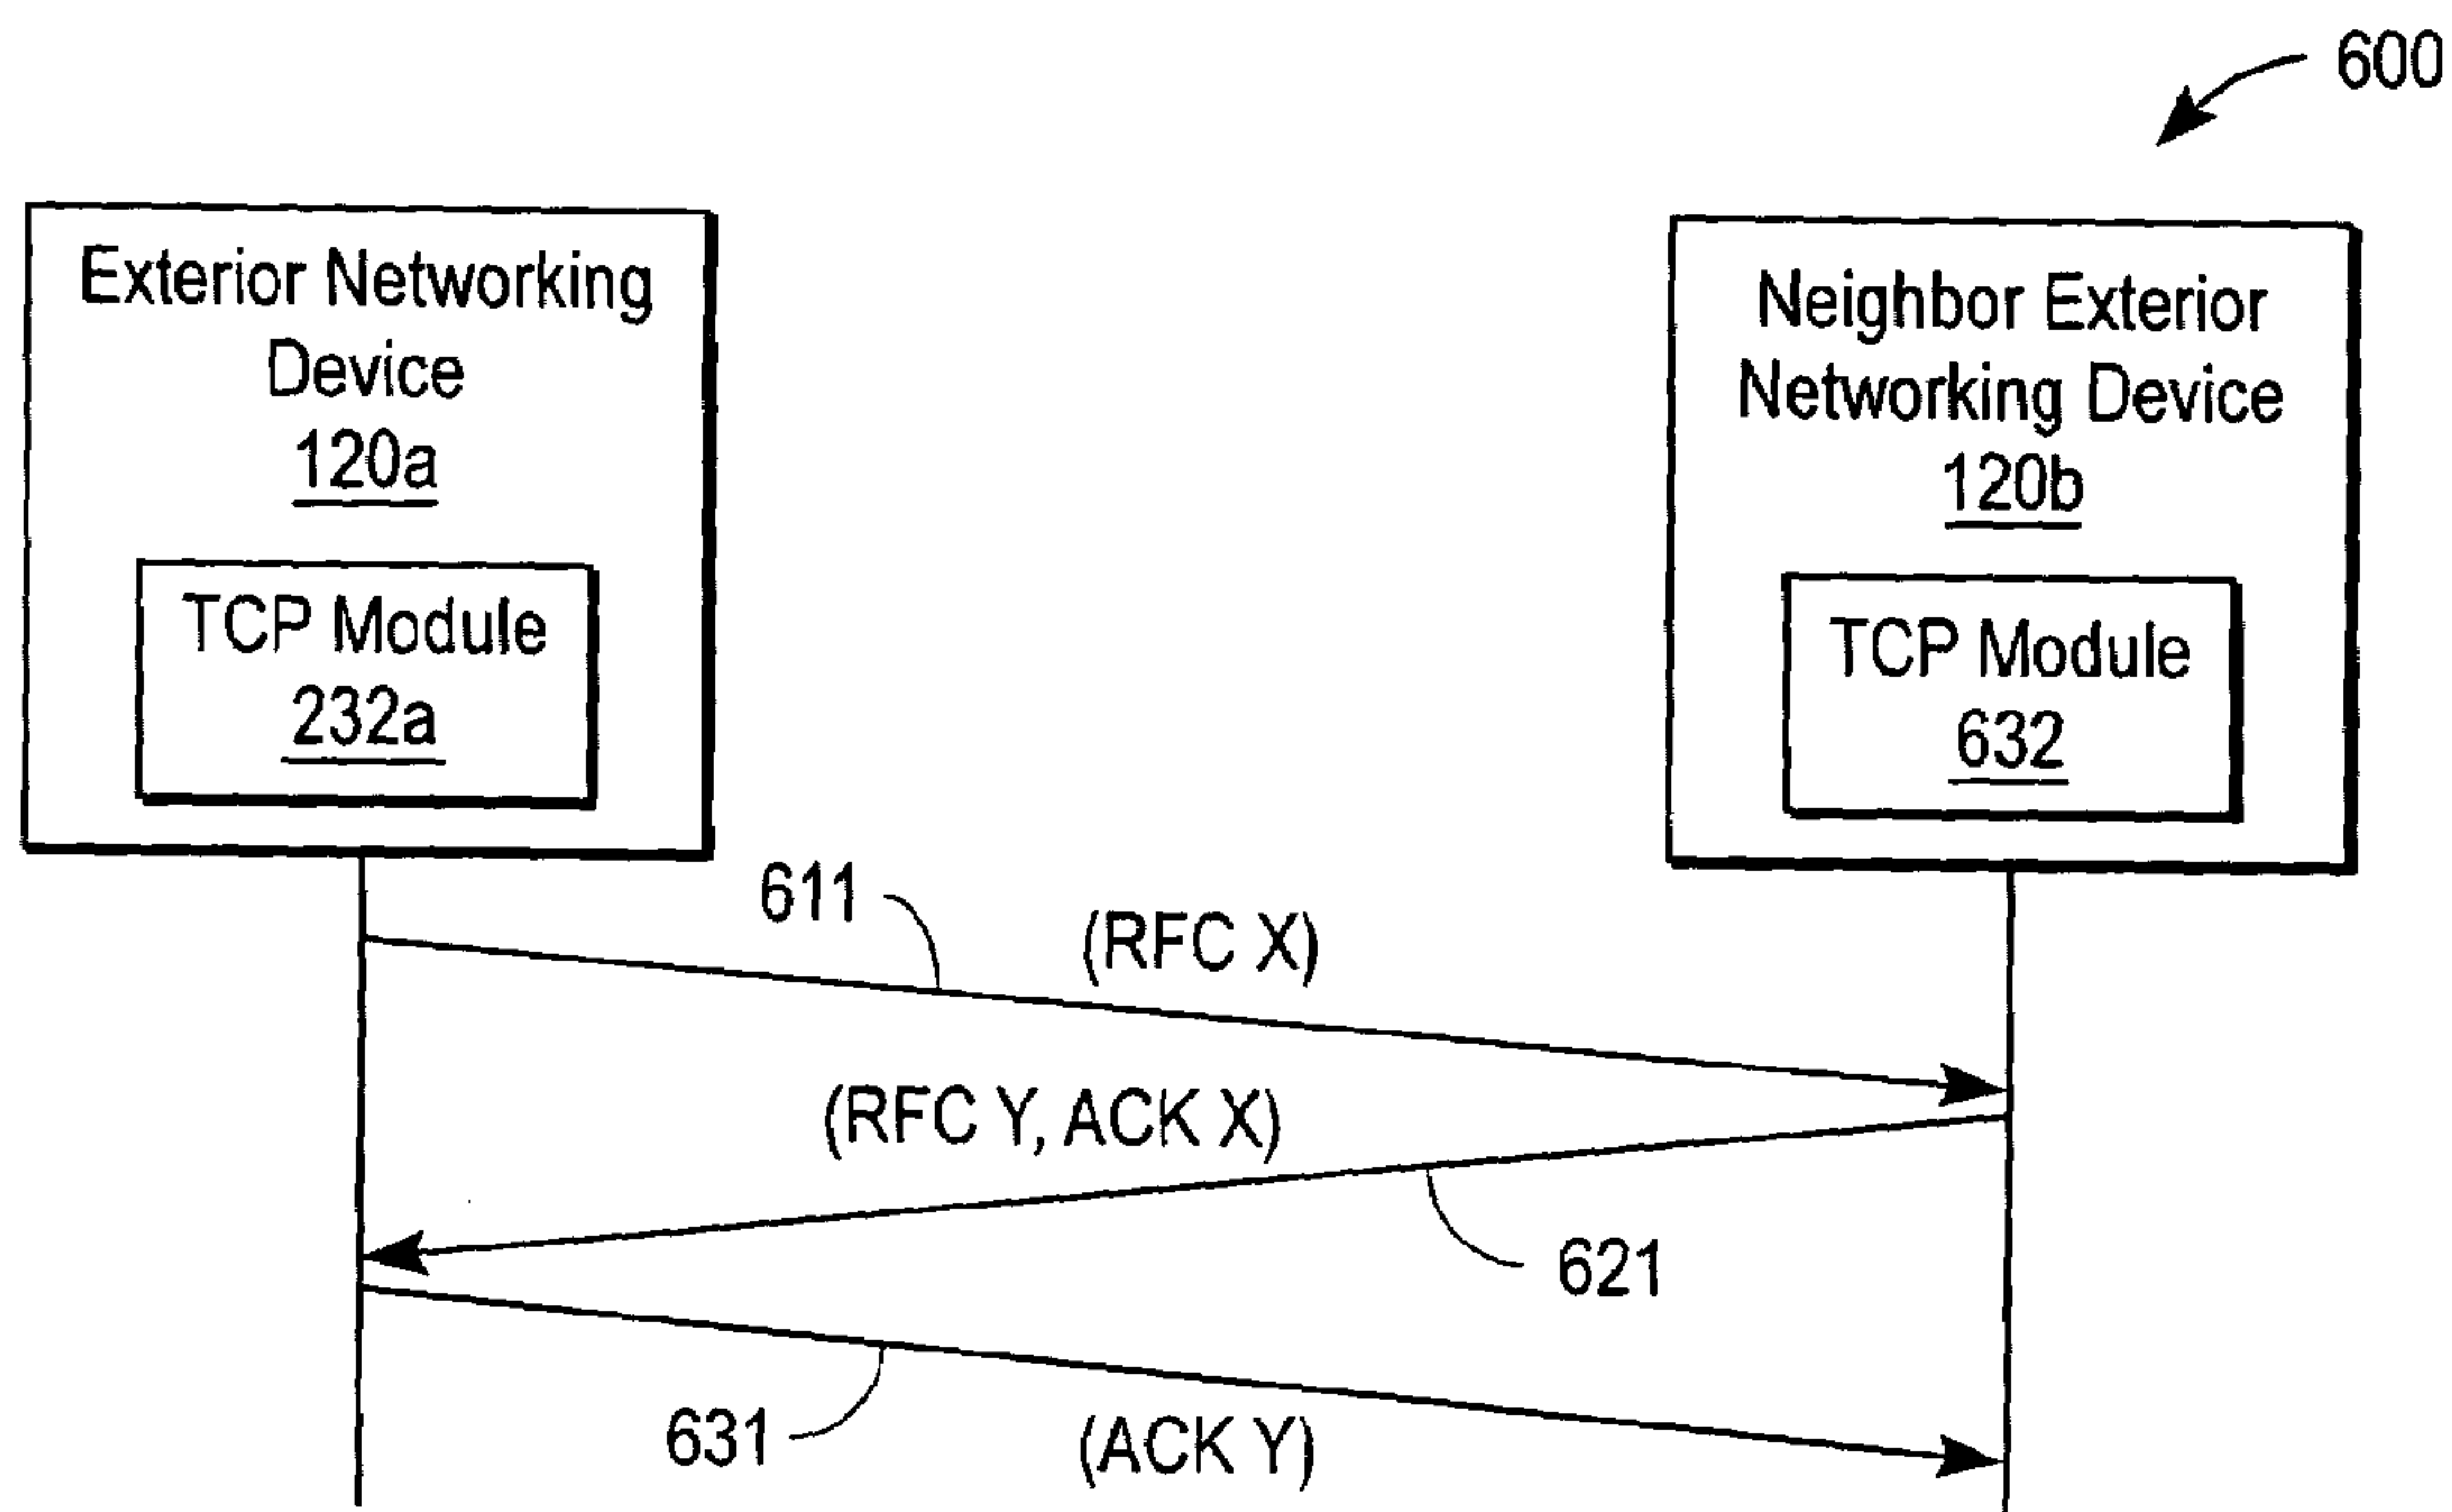 600
Exterior Networking
Device
120a
TCP Module
232a
Neighbor Exterior
Networking Device
120b
TCP Module
632
611
(RFC X)
(RFC Y, ACK X)
621
631
(ACK Y)